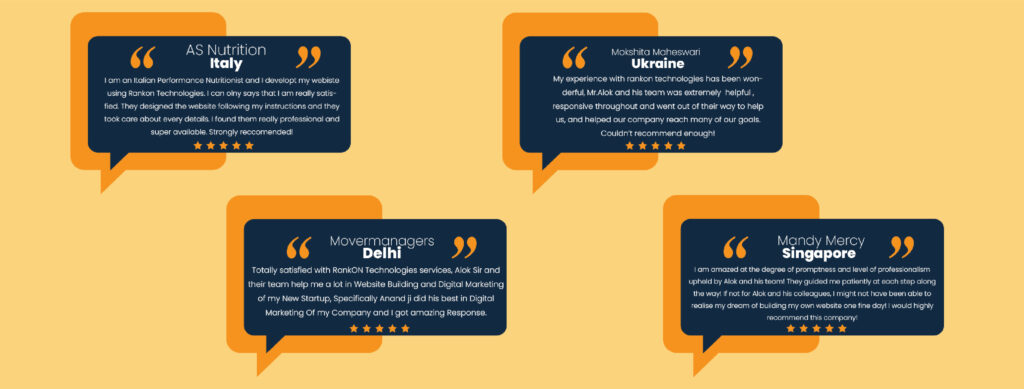 AS Nutrition
Italy
I am an Italian Performance Nutritionist and I developt my webiste
using Rankon Technologies. I can olny says that I am really satis-
fied. They designed the website following my instructions and they
took care about every details. I found them really professional and
super available. Strongly reccomended!
Mokshita Maheswari
Ukraine
My experience with rankon technologies has been won-
derful, Mr.Alok and his team was extremely helpful ,
responsive throughout and went out of their way to help
us, and helped our company reach many of our goals.
Couldn't recommend enough!
Movermanagers
Delhi
Totally satisfied with RankON Technologies services, Alok Sir and
their team help me a lot in Website Building and Digital Marketing
of my New Startup, Specifically Anand ji did his best in Digital
Marketing Of my Company and I got amazing Response.
Mandy Mercy
Singapore
I am amazed at the degree of promptness and level of professionalism
upheld by Alok and his team! They guided me patiently at each step along
the way! If not for Alok and his colleagues, I might not have been able to
realise my dream of building my own website one fine day! I would highly
recommend this company!